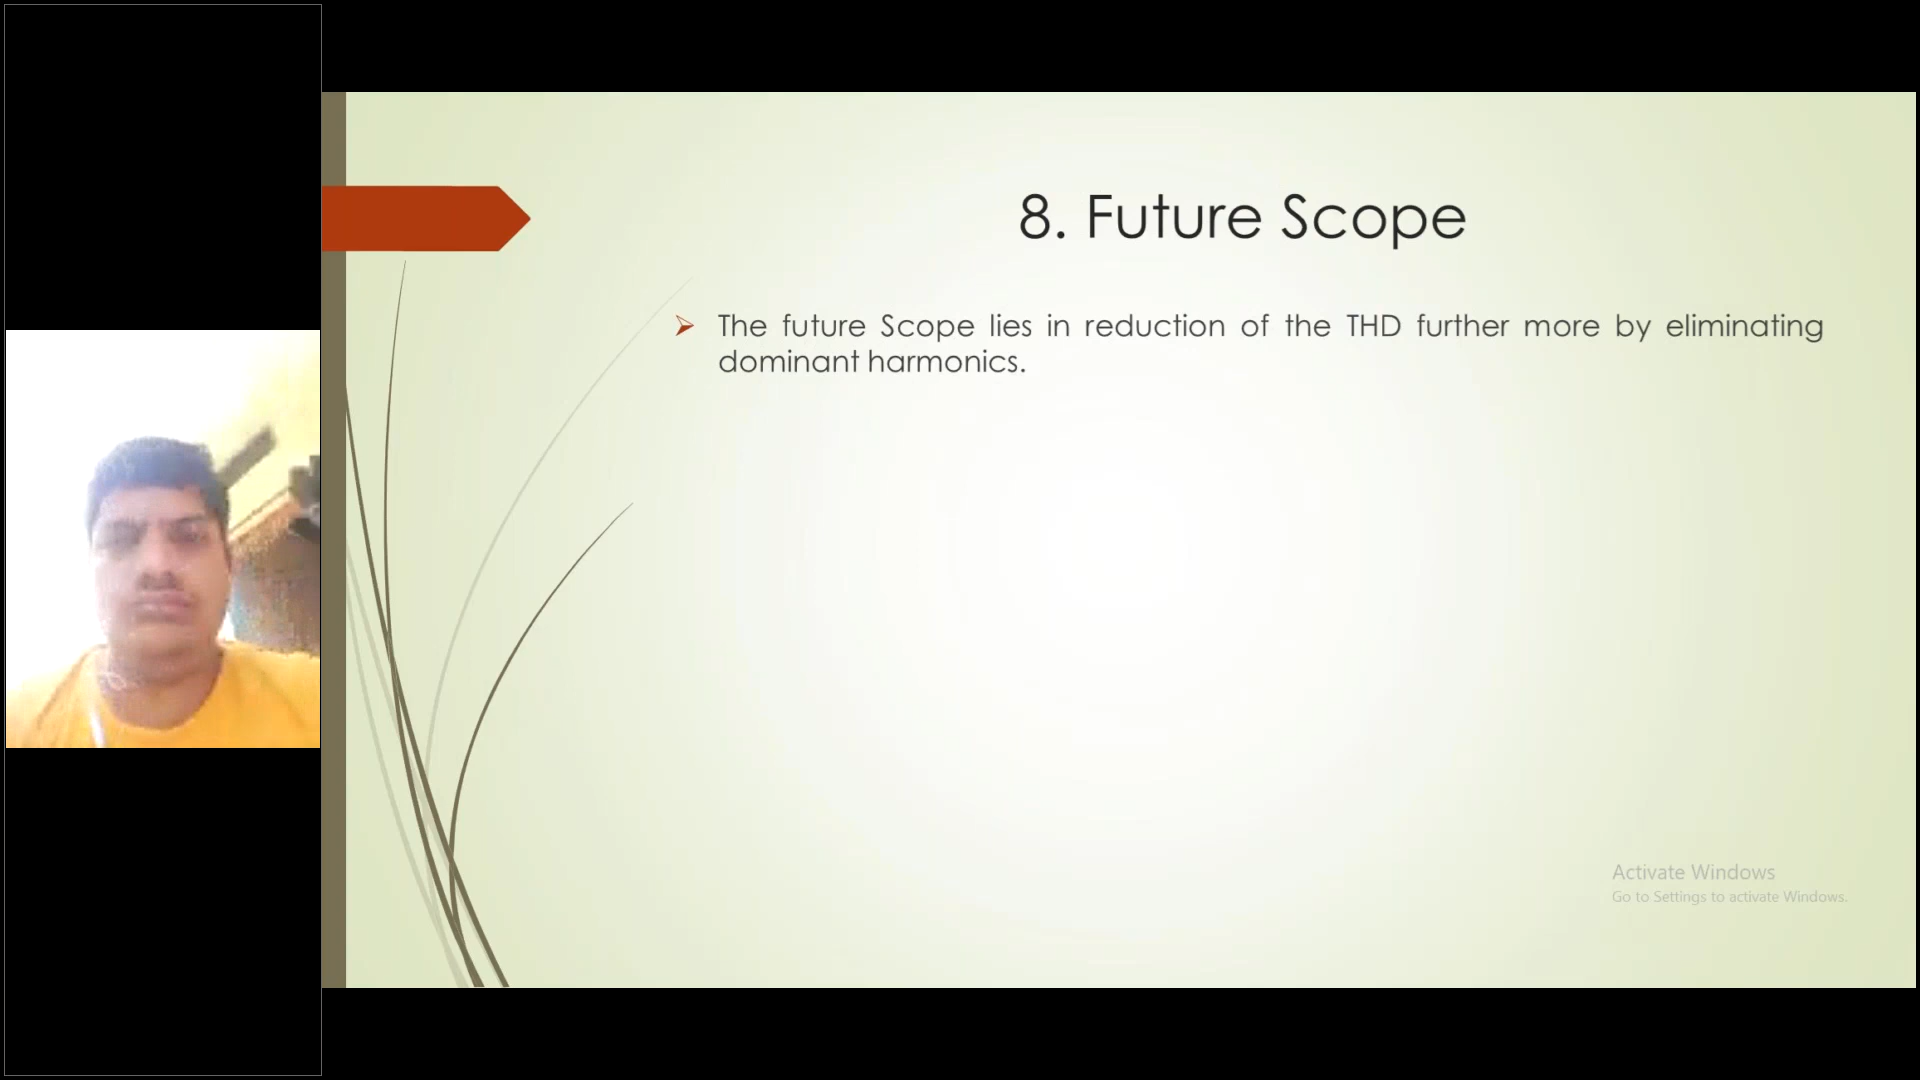 8. Future Scope
The future Scope lies in reduction of the THD further more by eliminating
dominant harmonics.
Activate Windows
Go to Settings to activate Windows.